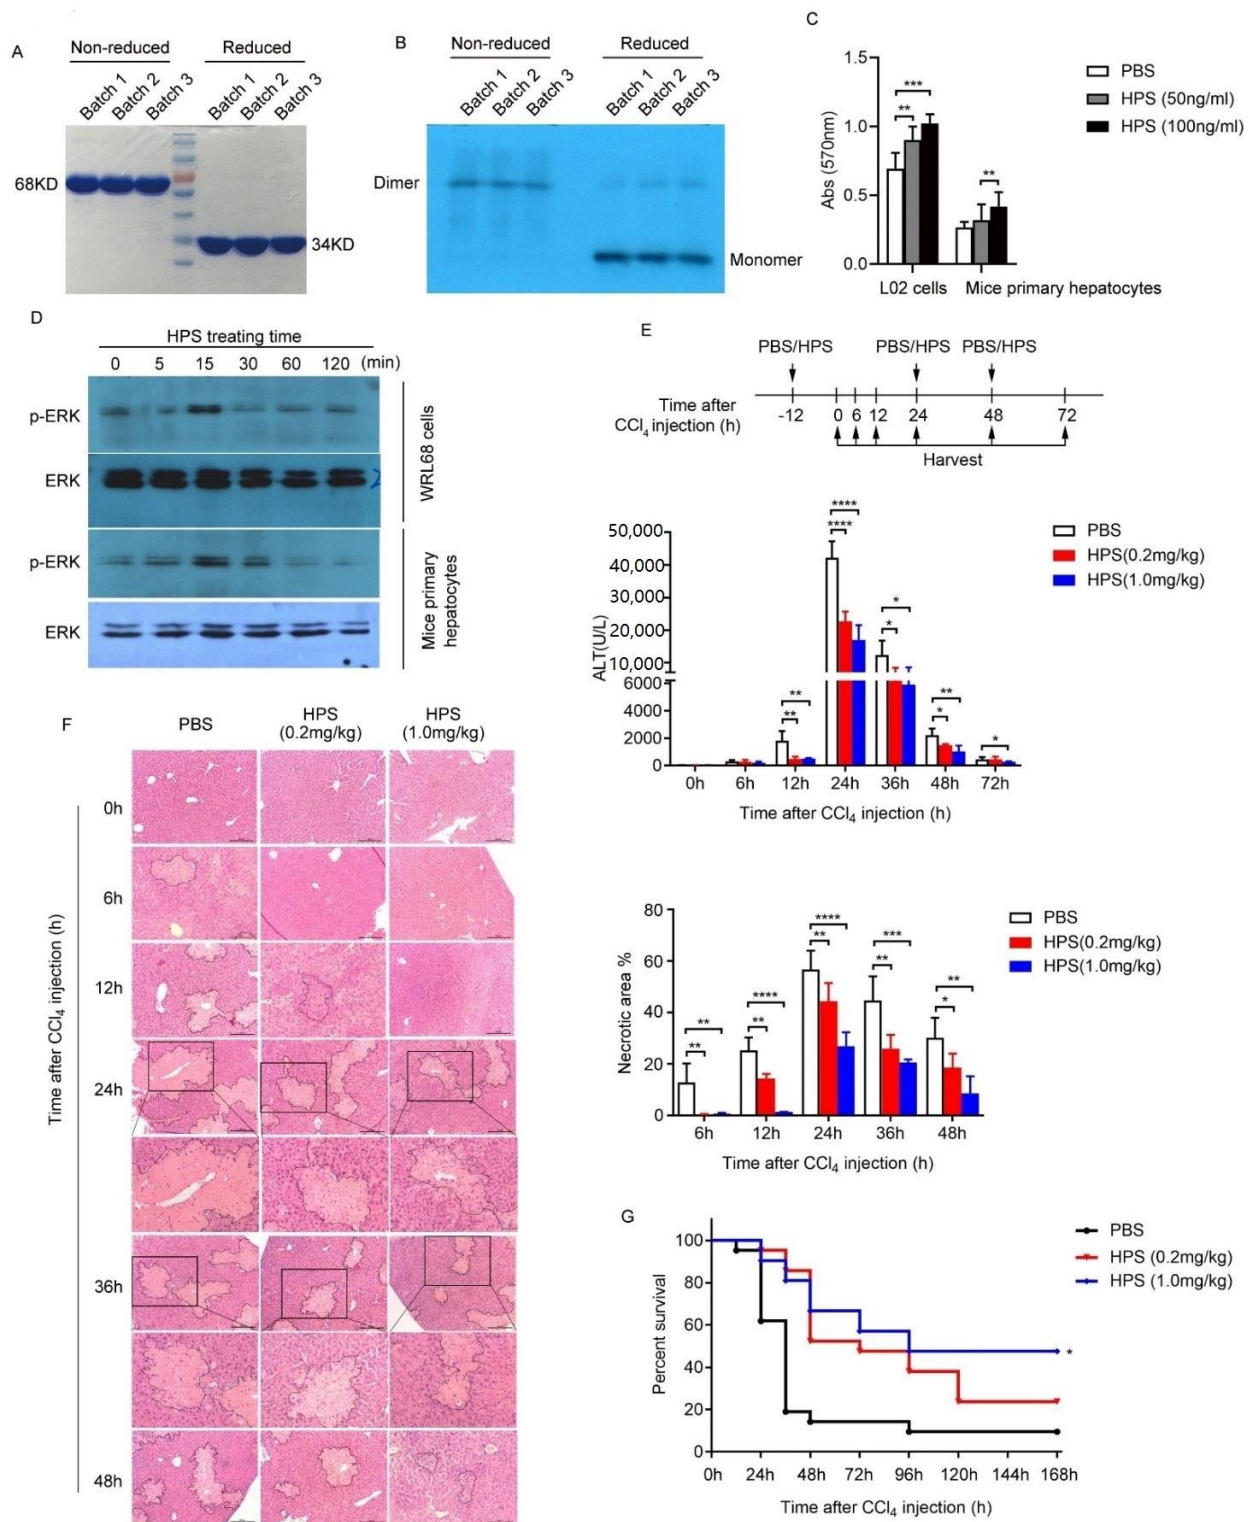 A
Non-reduced
Reduced
Batch 1
Batch 2
Batch 3
Batch 1
Batch 2
Batch 3
68KD
34KD
B
Non-reduced
Reduced
Batch 1
Batch 2
Batch 3
Batch 1
Batch 2
Batch 3
Dimer
Monomer
C
1.5
1.0
0.5
0.0
Abs (570nm)
***
**
**
L02 cells
Mice primary hepatocytes
PBS
HPS (50ng/ml)
HPS (100ng/ml)
D
HPS treating time
0 5 15 30 60 120 (min)
p-ERK
ERK
p-ERK
ERK
WRL68 cells
Mice primary
hepatocytes
E
PBS/HPS PBS/HPS PBS/HPS
Time after
CCl4 injection (h)
-12 0 6 12 24 48 72
Harvest
50,000
40,000
30,000
20,000
10,000
6000
4000
2000
0
ALT(U/L)
**
**
****
****
*
*
**
*
*
0h 6h 12h 24h 36h 48h 72h
Time after CCl4 injection (h)
PBS
HPS(0.2mg/kg)
HPS(1.0mg/kg)
F
PBS
HPS
(0.2mg/kg)
HPS
(1.0mg/kg)
Time after CCl4 injection (h)
0h
6h
12h
24h
36h
48h
80
60
40
20
0
Necrotic area %
**
**
****
**
****
**
***
**
**
*
6h 12h 24h 36h 48h
Time after CCl4 injection (h)
PBS
HPS(0.2mg/kg)
HPS(1.0mg/kg)
G
100
80
60
40
20
0
Percent survival
*
0h 24h 48h 72h 96h 120h 144h 168h
Time after CCl4 injection (h)
PBS
HPS (0.2mg/kg)
HPS (1.0mg/kg)